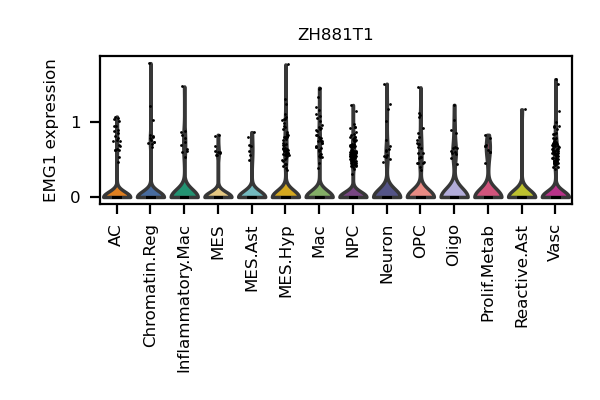 ZH881T1
EMG1 expression
1
0
AC
Chromatin.Reg
Inflammatory.Mac
MES
MES.Ast
MES.Hyp
Mac
NPC
Neuron
OPC
Oligo
Prolif.Metab
Reactive.Ast
Vasc